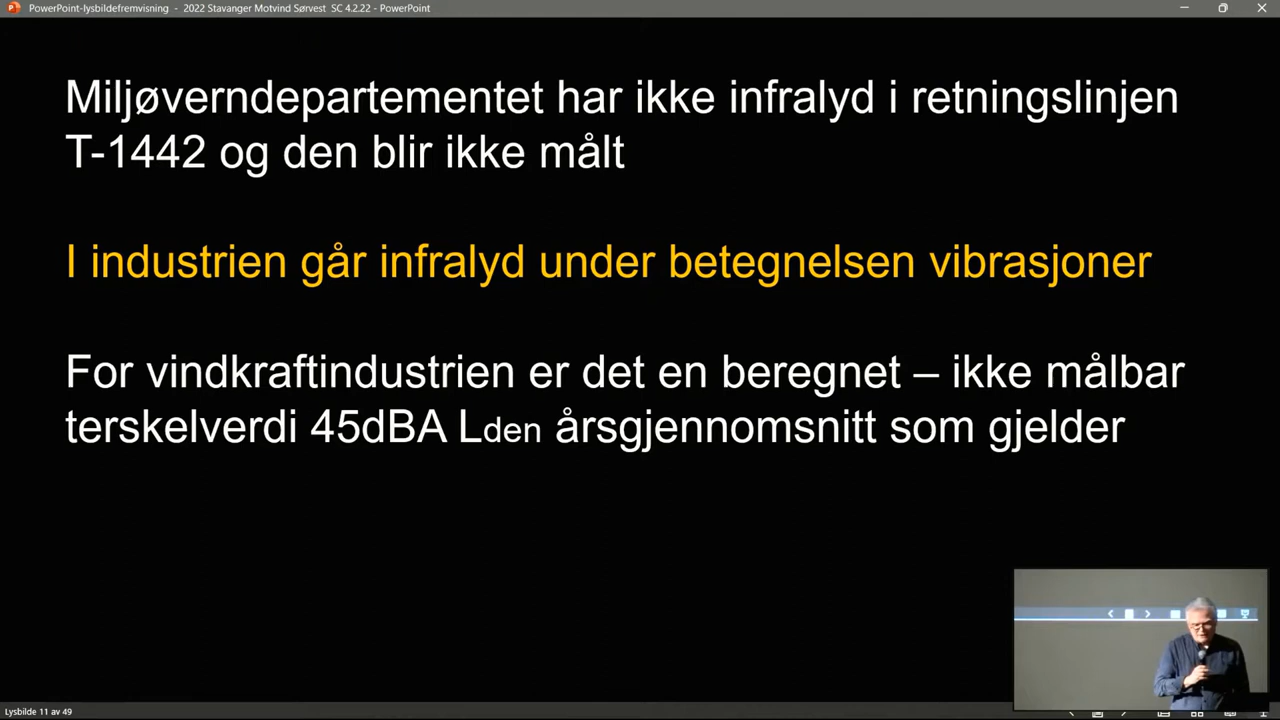 PowerPoint-lysbildefremvisning - 2022 Stavanger Motvind Sørvest SC 4.2.22 - PowerPoint
Miljøverndepartementet har ikke infralyd i retningslinjen
T-1442 og den blir ikke målt
I industrien går infralyd under betegnelsen vibrasjoner
For vindkraftindustrien er det en beregnet – ikke målbar
terskelverdi 45dBA Lden årsgjennomsnitt som gjelder
Lysbilde 11 av 49